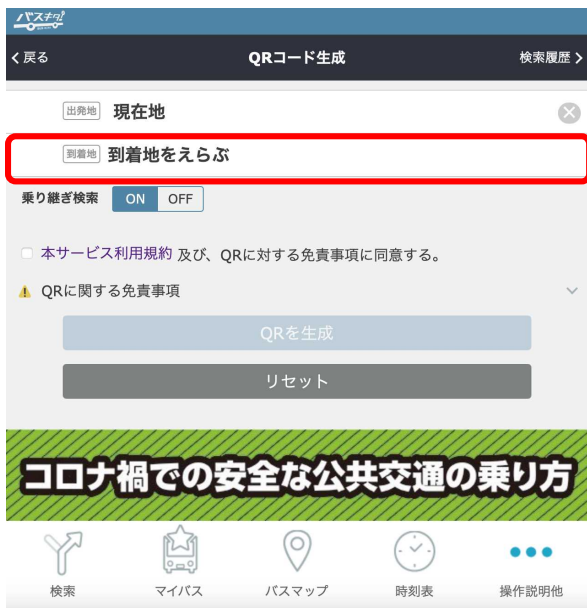 バスキタ!
戻る
QRコード生成
検索履歴
出発地 現在地
到着地 到着地をえらぶ
乗り継ぎ検索 ON OFF
本サービス利用規約 及び、QRに対する免責事項に同意する。
QRに関する免責事項
QRを生成
リセット
コロナ禍での安全な公共交通の乗り方
検索 マイバス バスマップ 時刻表 操作説明他